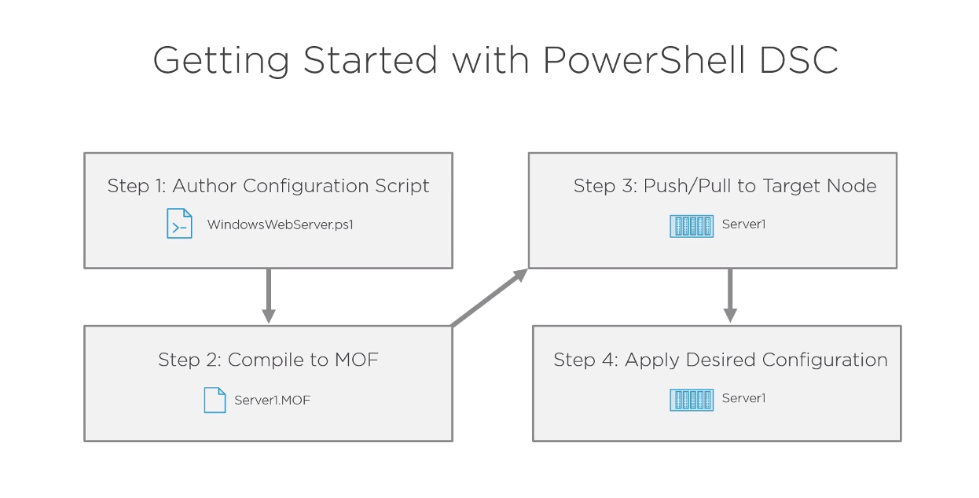 Getting Started with PowerShell DSC
Step 1: Author Configuration Script
WindowsWebServer.ps1
Step 2: Compile to MOF
Server1.MOF
Step 3: Push/Pull to Target Node
Server1
Step 4: Apply Desired Configuration
Server1